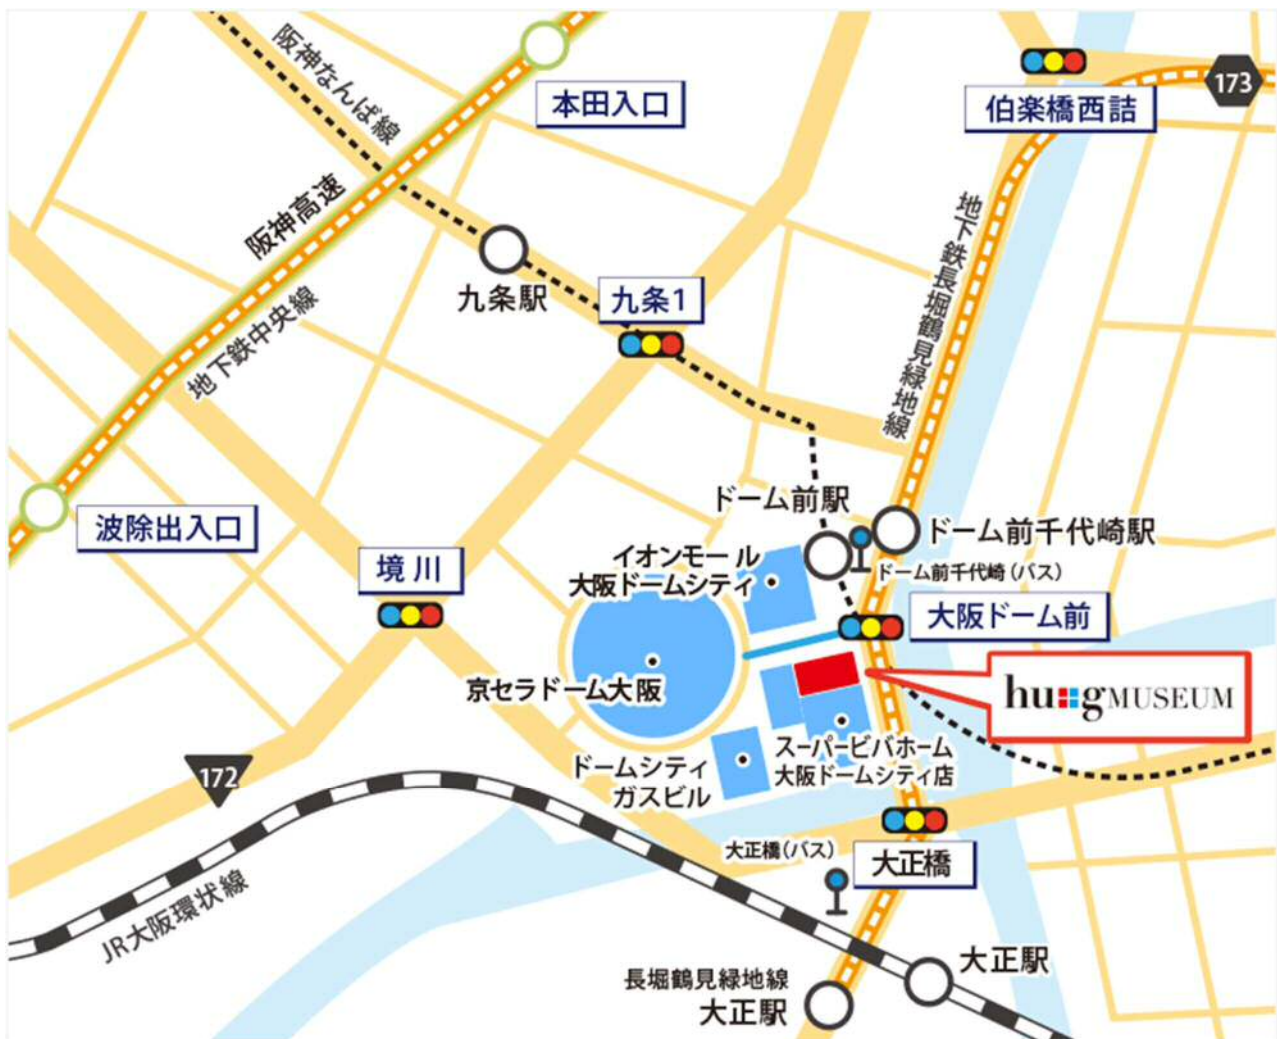 阪神なんば線
本田入口
伯楽橋西詰
173
阪神高速
地下鉄中央線
九条駅
九条1
地下鉄長堀鶴見緑地線
波除出入口
境川
ドーム前駅
ドーム前千代崎駅
ドーム前千代崎(バス)
イオンモール
大阪ドームシティ
大阪ドーム前
京セラドーム大阪
hu::gMUSEUM
スーパービバホーム
大阪ドームシティ店
ドームシティ
ガスビル
172
大正橋(バス)
大正橋
JR大阪環状線
大正駅
長堀鶴見緑地線
大正駅